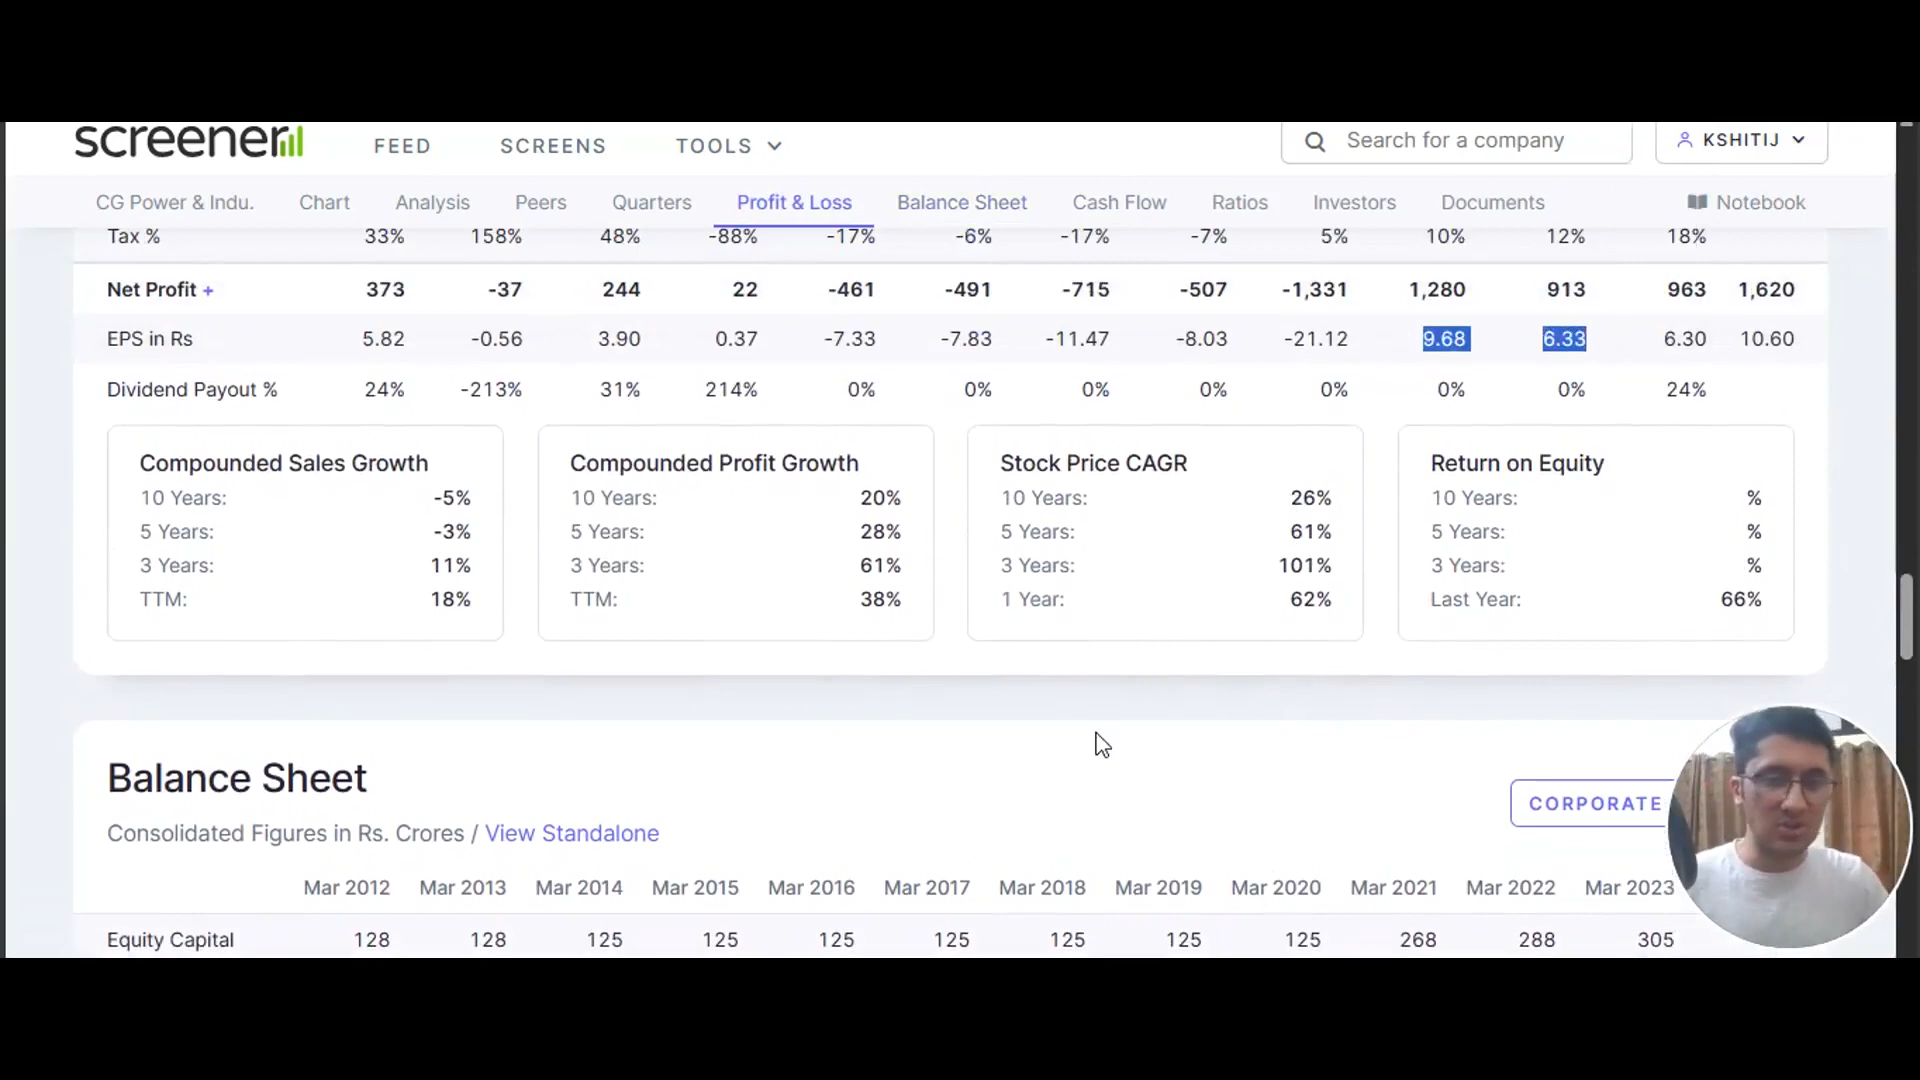 screener FEED SCREENS TOOLS Search for a company KSHITIJ
CG Power & Indu. Chart Analysis Peers Quarters Profit & Loss Balance Sheet Cash Flow Ratios Investors Documents Notebook
Tax % 33% 158% 48% -88% -17% -6% -17% -7% 5% 10% 12% 18%
Net Profit + 373 -37 244 22 -461 -491 -715 -507 -1,331 1,280 913 963 1,620
EPS in Rs 5.82 -0.56 3.90 0.37 -7.33 -7.83 -11.47 -8.03 -21.12 9.68 6.33 6.30 10.60
Dividend Payout % 24% -213% 31% 214% 0% 0% 0% 0% 0% 0% 0% 24%
Compounded Sales Growth
10 Years: -5%
5 Years: -3%
3 Years: 11%
TTM: 18%
Compounded Profit Growth
10 Years: 20%
5 Years: 28%
3 Years: 61%
TTM: 38%
Stock Price CAGR
10 Years: 26%
5 Years: 61%
3 Years: 101%
1 Year: 62%
Return on Equity
10 Years: %
5 Years: %
3 Years: %
Last Year: 66%
Balance Sheet
CORPORATE
Consolidated Figures in Rs. Crores / View Standalone
Mar 2012 Mar 2013 Mar 2014 Mar 2015 Mar 2016 Mar 2017 Mar 2018 Mar 2019 Mar 2020 Mar 2021 Mar 2022 Mar 2023
Equity Capital 128 128 125 125 125 125 125 125 125 268 288 305